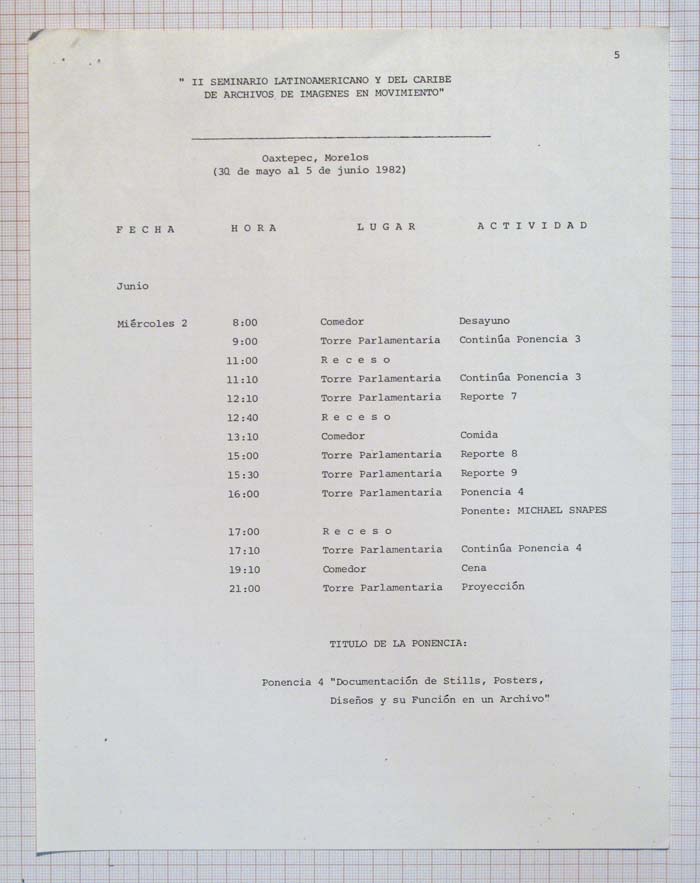 5
" II SEMINARIO LATINOAMERICANO Y DEL CARIBE
DE ARCHIVOS DE IMAGENES EN MOVIMIENTO"
Oaxtepec, Morelos
(30 de mayo al 5 de junio 1982)
F E C H A H O R A L U G A R A C T I V I D A D
Junio
Miércoles 2 8:00 Comedor Desayuno
9:00 Torre Parlamentaria Continúa Ponencia 3
11:00 R e c e s o
11:10 Torre Parlamentaria Continúa Ponencia 3
12:10 Torre Parlamentaria Reporte 7
12:40 R e c e s o
13:10 Comedor Comida
15:00 Torre Parlamentaria Reporte 8
15:30 Torre Parlamentaria Reporte 9
16:00 Torre Parlamentaria Ponencia 4
Ponente: MICHAEL SNAPES
17:00 R e c e s o
17:10 Torre Parlamentaria Continúa Ponencia 4
19:10 Comedor Cena
21:00 Torre Parlamentaria Proyección
TITULO DE LA PONENCIA:
Ponencia 4 "Documentación de Stills, Posters,
Diseños y su Función en un Archivo"